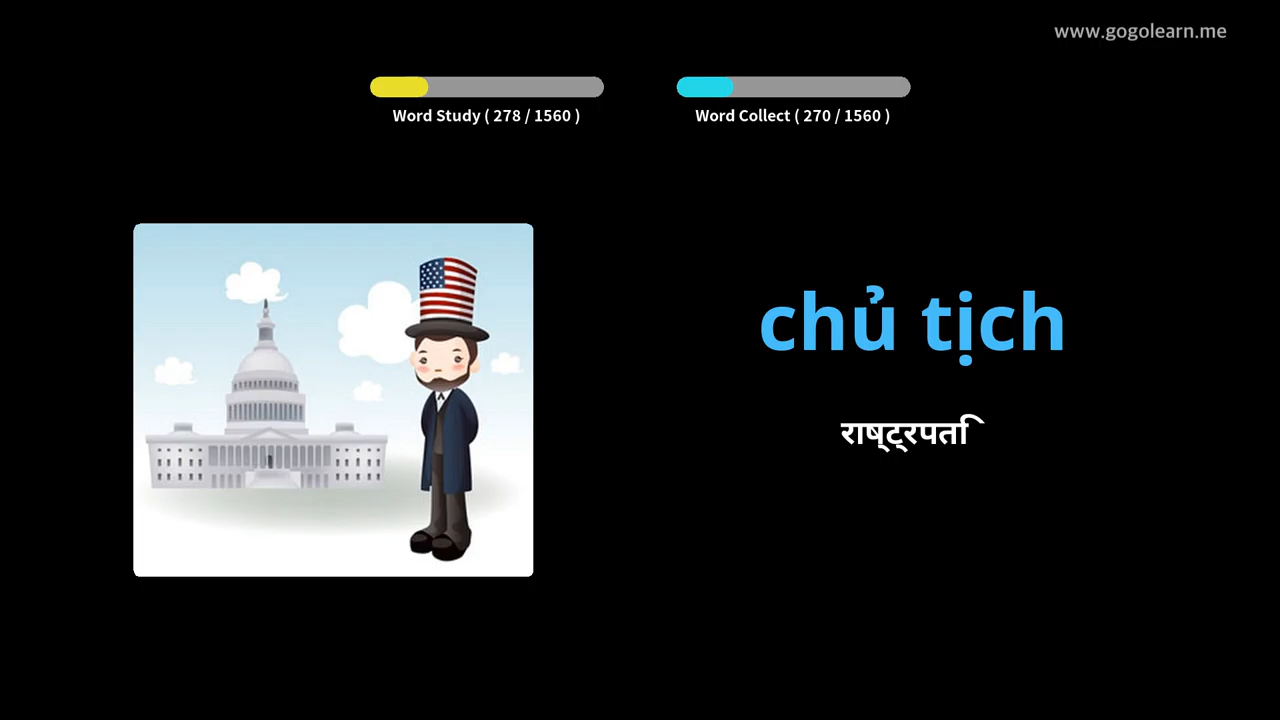 www.gogolearn.me
Word Study ( 278 / 1560 )
Word Collect ( 270 / 1560 )
chủ tịch
राष्ट्रपति